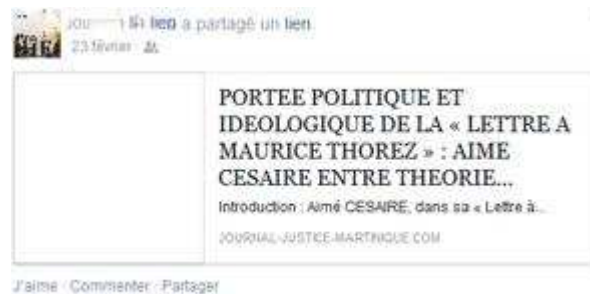 lien a partagé un lien.
23 février
PORTEE POLITIQUE ET
IDEOLOGIQUE DE LA « LETTRE A
MAURICE THOREZ » : AIME
CESAIRE ENTRE THEORIE...
Introduction : Aimé CESAIRE, dans sa « Lettre à...
JOURNAL-JUSTICE-MARTINIQUE.COM
J'aime · Commenter · Partager